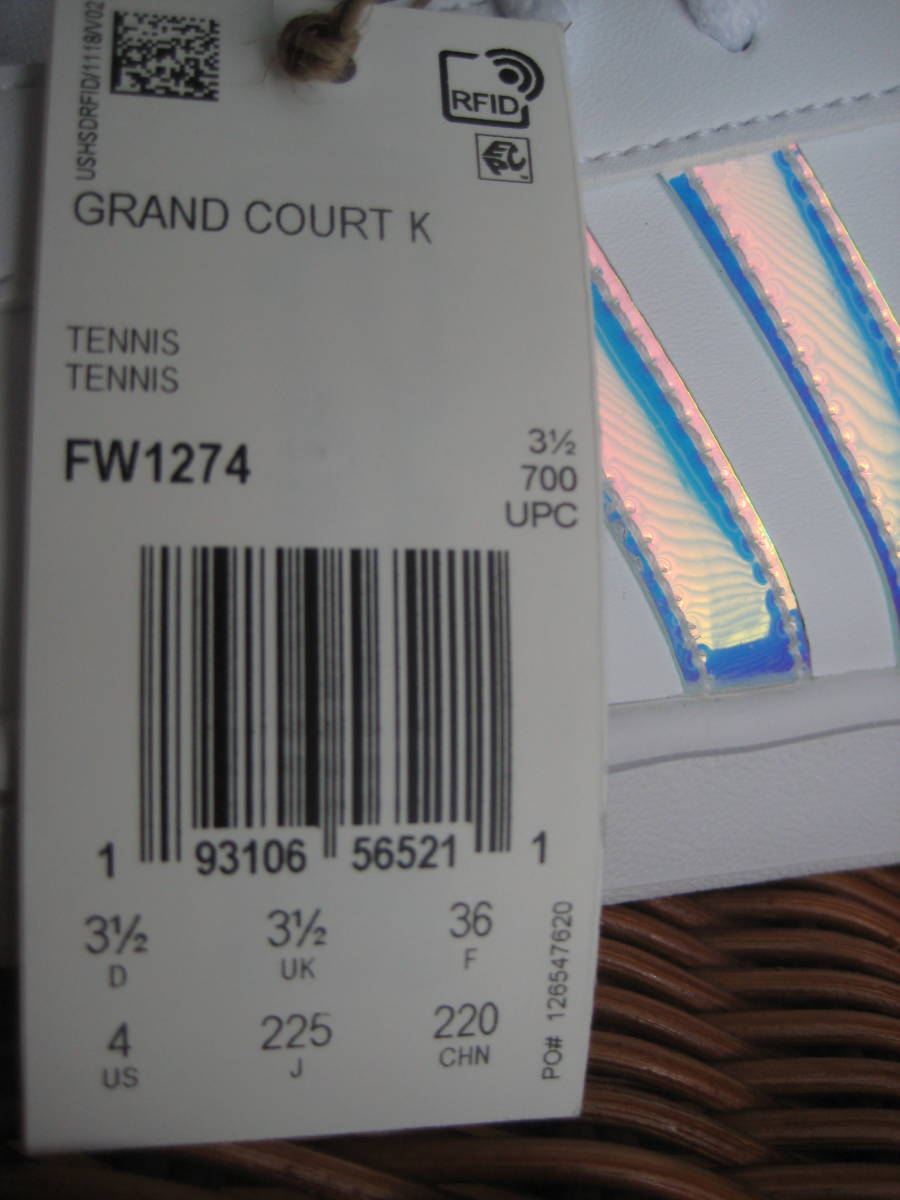 USHSDRFID/1118/V02
RFID
EPC
GRAND COURT K
TENNIS
TENNIS
FW1274
3½
700
UPC
1 93106 56521 1
3½ 3½ 36
D UK F
4 225 220
US J CHN
PO# 126547620